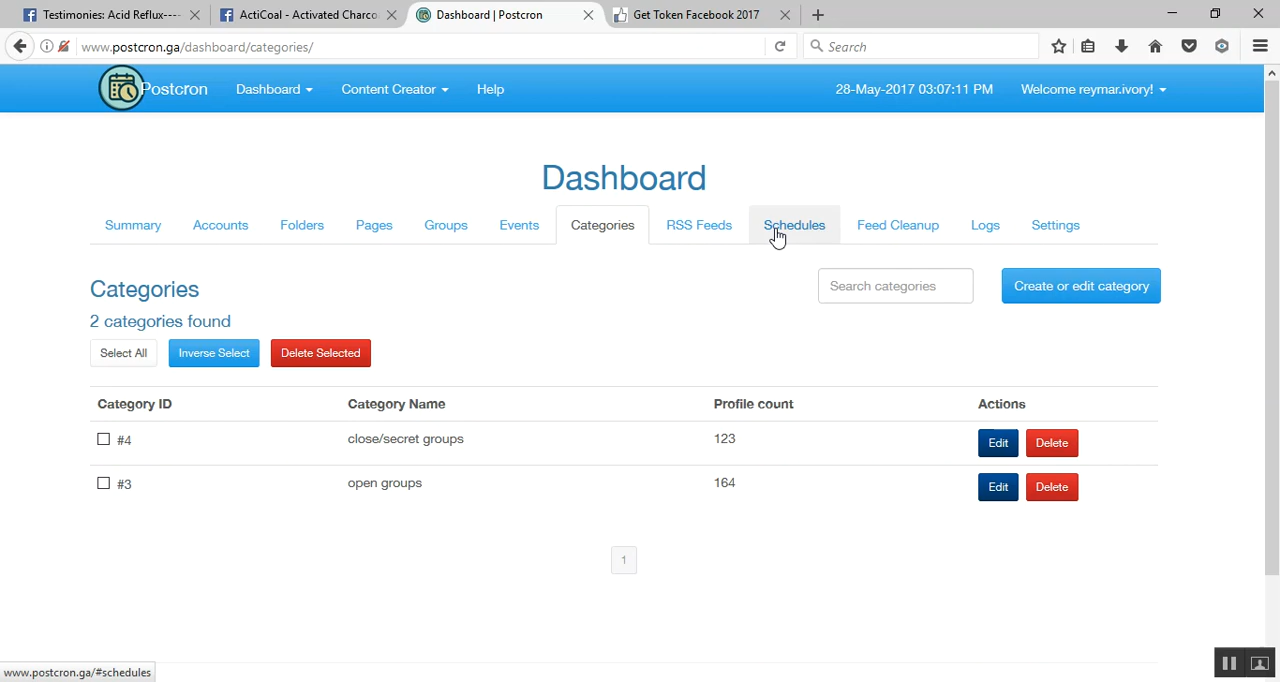 Testimonies: Acid Reflux----
ActiCoal - Activated Charco
Dashboard | Postcron
Get Token Facebook 2017
www.postcron.ga/dashboard/categories/
Search
Postcron
Dashboard
Content Creator
Help
28-May-2017 03:07:11 PM
Welcome reymar.ivory!
Dashboard
Summary
Accounts
Folders
Pages
Groups
Events
Categories
RSS Feeds
Schedules
Feed Cleanup
Logs
Settings
Categories
Search categories
Create or edit category
2 categories found
Select All
Inverse Select
Delete Selected
Category ID
Category Name
Profile count
Actions
#4
close/secret groups
123
Edit
Delete
#3
open groups
164
Edit
Delete
1
www.postcron.ga/#schedules